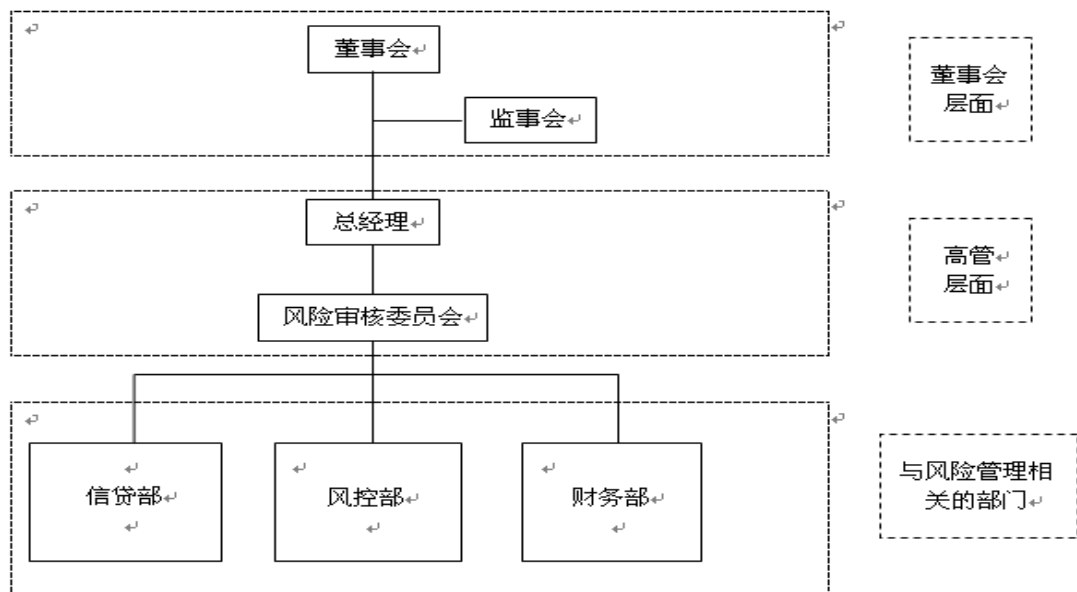 董事会
监事会
董事会
层面
总经理
风险审核委员会
高管
层面
信贷部
风控部
财务部
与风险管理相
关的部门